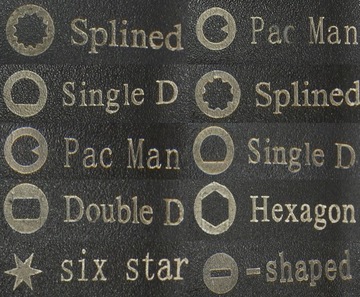 Splined
Pac Man
Single D
Splined
Pac Man
Single D
Double D
Hexagon
six star
-shaped